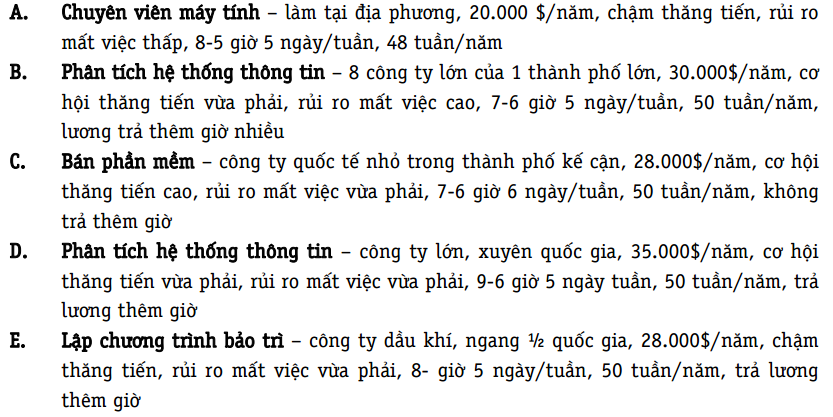 A. Chuyên viên máy tính – làm tại địa phương, 20.000 $/năm, chậm thăng tiến, rủi ro
mất việc thấp, 8-5 giờ 5 ngày/tuần, 48 tuần/năm
B. Phân tích hệ thống thông tin – 8 công ty lớn của 1 thành phố lớn, 30.000$/năm, cơ
hội thăng tiến vừa phải, rủi ro mất việc cao, 7-6 giờ 5 ngày/tuần, 50 tuần/năm,
lương trả thêm giờ nhiều
C. Bán phần mềm – công ty quốc tế nhỏ trong thành phố kế cận, 28.000$/năm, cơ hội
thăng tiến cao, rủi ro mất việc vừa phải, 7-6 giờ 6 ngày/tuần, 50 tuần/năm, không
trả thêm giờ
D. Phân tích hệ thống thông tin – công ty lớn, xuyên quốc gia, 35.000$/năm, cơ hội
thăng tiến vừa phải, rủi ro mất việc vừa phải, 9-6 giờ 5 ngày tuần, 50 tuần/năm, trả
lương thêm giờ
E. Lập chương trình bảo trì – công ty dầu khí, ngang ½ quốc gia, 28.000$/năm, chậm
thăng tiến, rủi ro mất việc vừa phải, 8- giờ 5 ngày/tuần, 50 tuần/năm, trả lương
thêm giờ